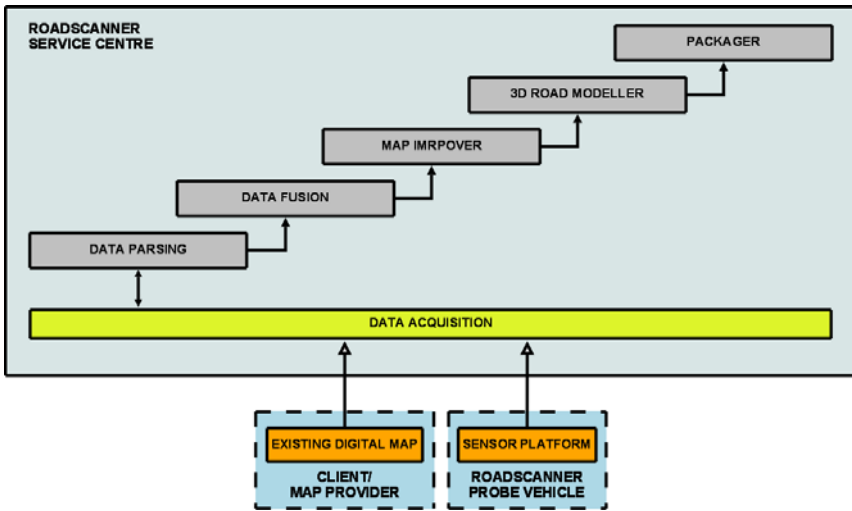 ROADSCANNER
SERVICE CENTRE
PACKAGER
3D ROAD MODELLER
MAP IMRPOVER
DATA FUSION
DATA PARSING
DATA ACQUISITION
EXISTING DIGITAL MAP
CLIENT/
MAP PROVIDER
SENSOR PLATFORM
ROADSCANNER
PROBE VEHICLE